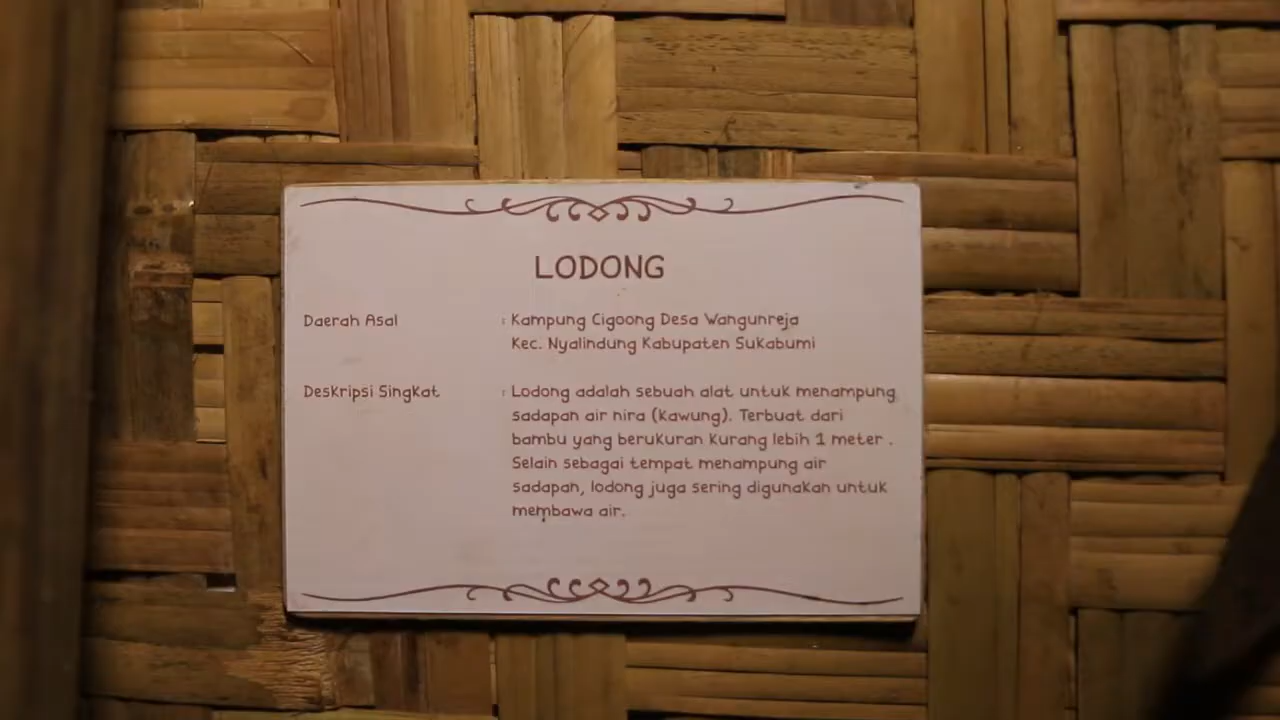 LODONG
Daerah Asal : Kampung Cigoong Desa Wangunreja
Kec. Nyalindung Kabupaten Sukabumi
Deskripsi Singkat : Lodong adalah sebuah alat untuk menampung
sadapan air nira (kawung). Terbuat dari
bambu yang berukuran kurang lebih 1 meter .
Selain sebagai tempat menampung air
sadapan, lodong juga sering digunakan untuk
membawa air.